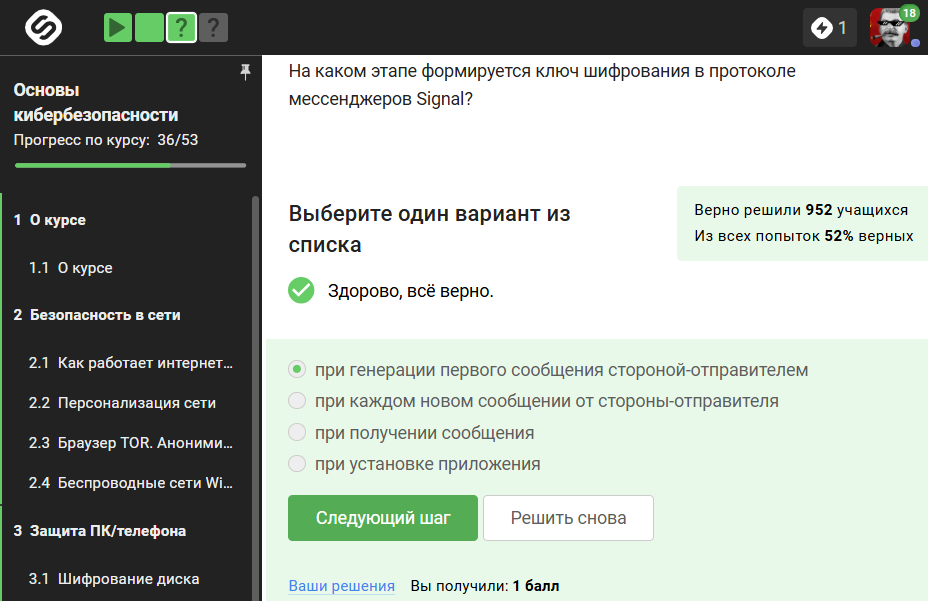 ? ?
1
18
Основы
кибербезопасности
Прогресс по курсу: 36/53
1 О курсе
1.1 О курсе
2 Безопасность в сети
2.1 Как работает интернет...
2.2 Персонализация сети
2.3 Браузер TOR. Аноними...
2.4 Беспроводные сети Wi...
3 Защита ПК/телефона
3.1 Шифрование диска
На каком этапе формируется ключ шифрования в протоколе
мессенджеров Signal?
Выберите один вариант из
списка
Верно решили 952 учащихся
Из всех попыток 52% верных
Здорово, всё верно.
при генерации первого сообщения стороной-отправителем
при каждом новом сообщении от стороны-отправителя
при получении сообщения
при установке приложения
Следующий шаг
Решить снова
Ваши решения Вы получили: 1 балл